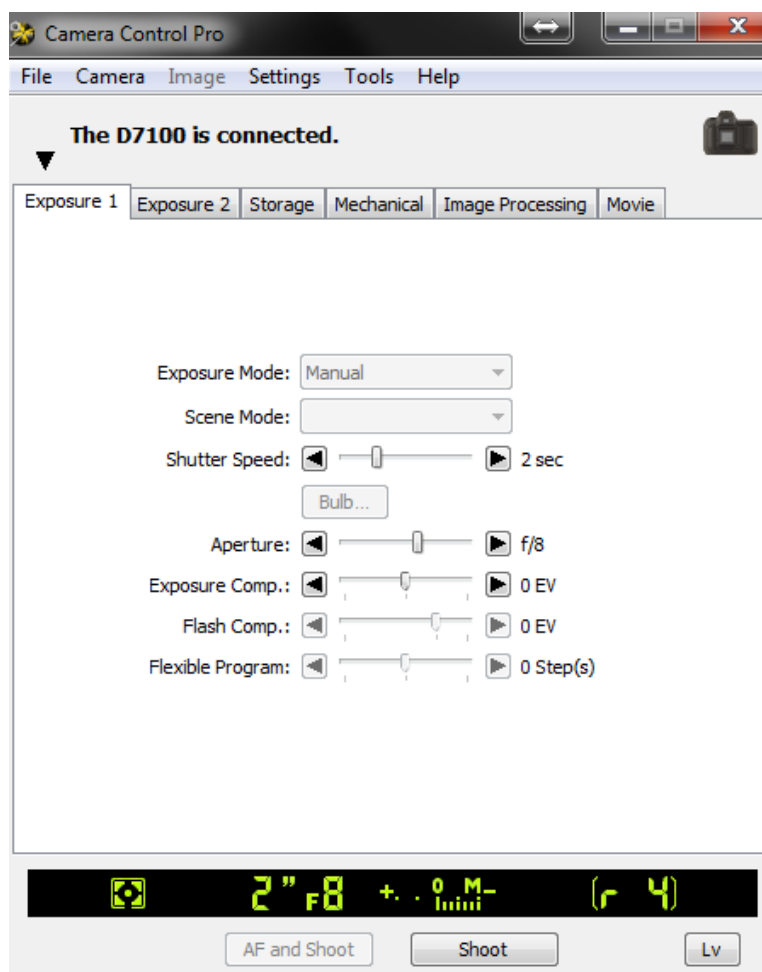 Camera Control Pro
File Camera Image Settings Tools Help
The D7100 is connected.
Exposure 1 Exposure 2 Storage Mechanical Image Processing Movie
Exposure Mode: Manual
Scene Mode:
Shutter Speed: 2 sec
Bulb...
Aperture: f/8
Exposure Comp.: 0 EV
Flash Comp.: 0 EV
Flexible Program: 0 Step(s)
2" F8 +. . 0 M- (r 4)
AF and Shoot Shoot Lv